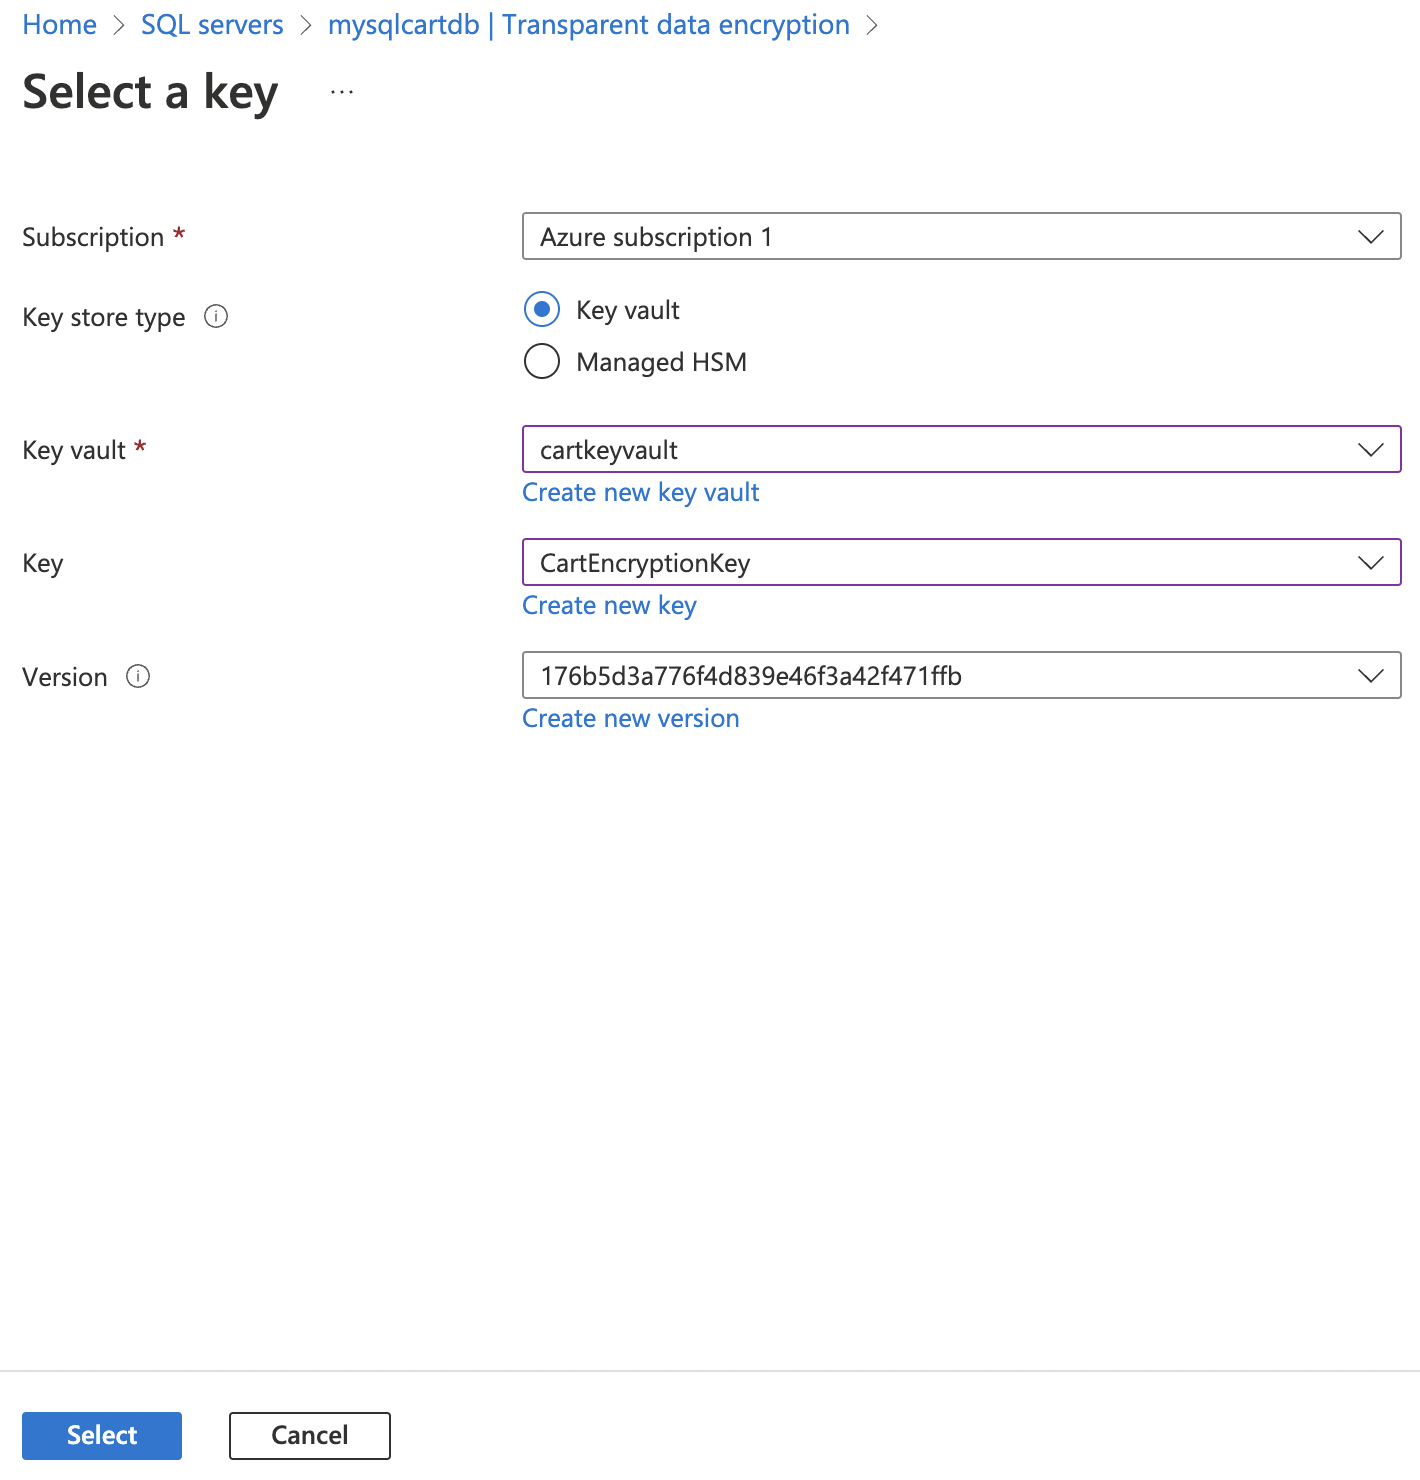 Home > SQL servers > mysqlcartdb | Transparent data encryption >
Select a key ...
Subscription * Azure subscription 1
Key store type Key vault
Managed HSM
Key vault * cartkeyvault
Create new key vault
Key CartEncryptionKey
Create new key
Version 176b5d3a776f4d839e46f3a42f471ffb
Create new version
Select Cancel